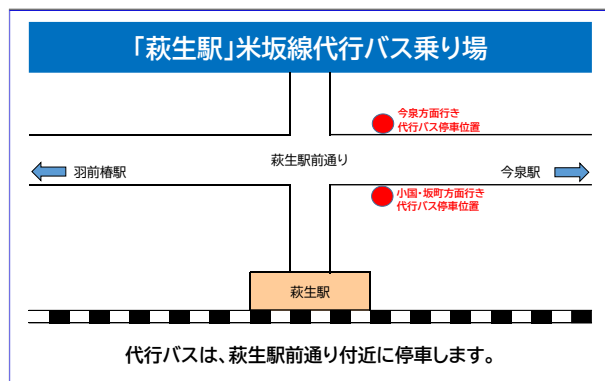 「萩生駅」米坂線代行バス乗り場
今泉方面行き
代行バス停車位置
萩生駅前通り
羽前椿駅
今泉駅
小国・坂町方面行き
代行バス停車位置
萩生駅
代行バスは、萩生駅前通り付近に停車します。